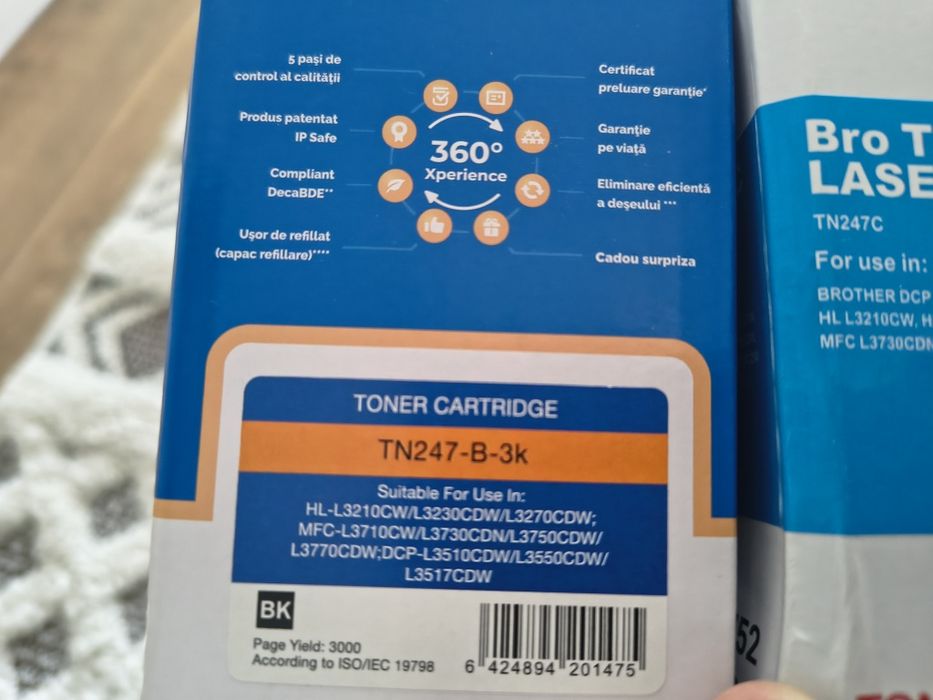 5 pași de
control al calității
Produs patentat
IP Safe
Compliant
DecaBDE**
Ușor de refillat
(capac refillare)****
360°
Xperience
Certificat
preluare garanție*
Garanție
pe viață
Eliminare eficientă
a deșeului ***
Cadou surpriza
TONER CARTRIDGE
TN247-B-3k
Suitable For Use In:
HL-L3210CW/L3230CDW/L3270CDW;
MFC-L3710CW/L3730CDN/L3750CDW/
L3770CDW;DCP-L3510CDW/L3550CDW/
L3517CDW
BK
Page Yield: 3000
According to ISO/IEC 19798
6 424894 201475
Bro T
LASE
TN247C
For use in:
BROTHER DCP
HL L3210CW, H
MFC L3730CDN
52